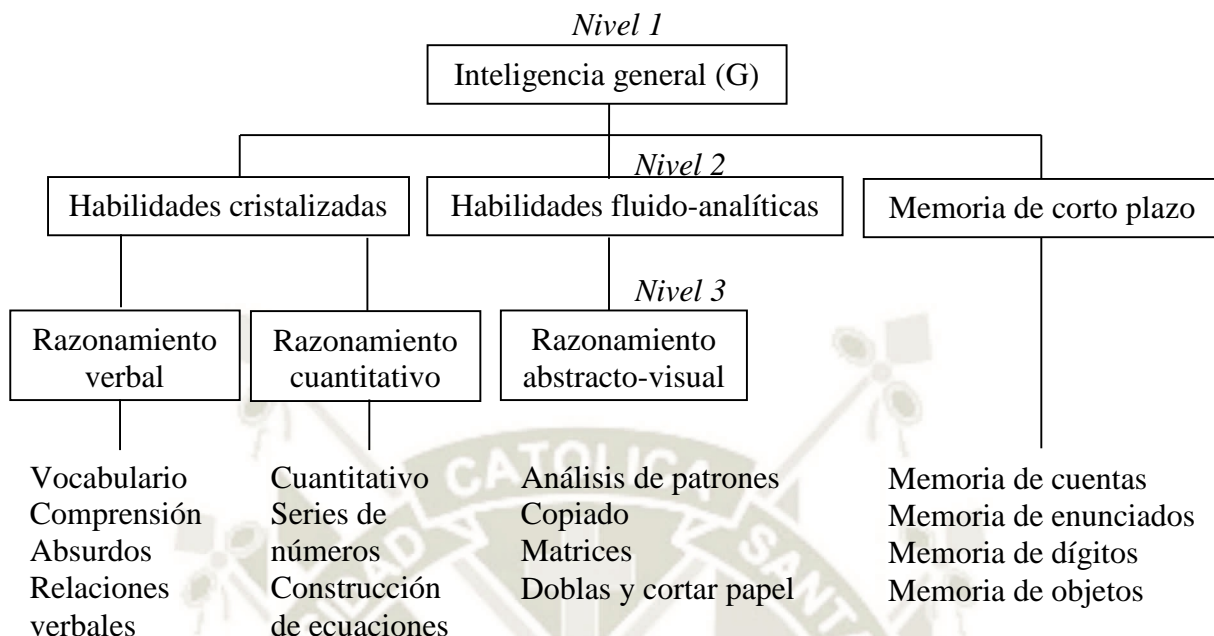 Nivel 1
Inteligencia general (G)
Nivel 2
Habilidades cristalizadas
Habilidades fluido-analíticas
Memoria de corto plazo
Nivel 3
Razonamiento
verbal
Razonamiento
cuantitativo
Razonamiento
abstracto-visual
Vocabulario
Comprensión
Absurdos
Relaciones
verbales
Cuantitativo
Series de
números
Construcción
de ecuaciones
Análisis de patrones
Copiado
Matrices
Doblas y cortar papel
Memoria de cuentas
Memoria de enunciados
Memoria de dígitos
Memoria de objetos
CATOLICA